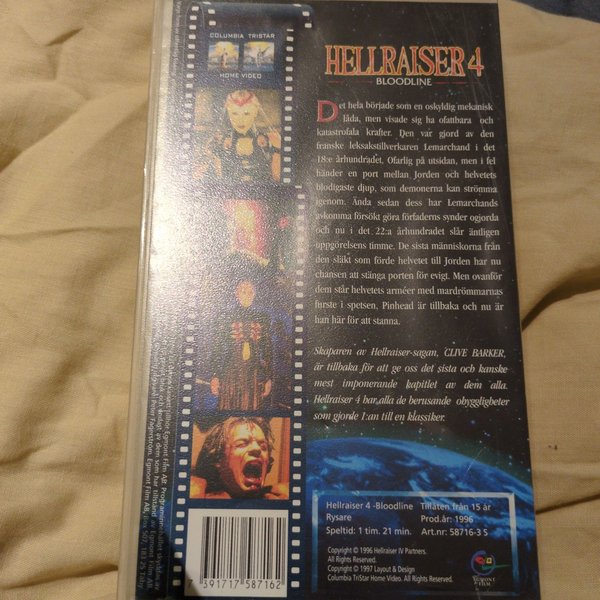 COLUMBIA TRISTAR
HOME VIDEO
HELLRAISER 4
BLOODLINE
Det hela började som en oskyldig mekanisk
låda, men visade sig ha ofattbara och
katastrofala krafter. Den var gjord av den
franske leksakstillverkaren Lemarchand i det
18:e århundradet. Ofarlig på utsidan, men i fel
händer en port mellan Jorden och helvetets
blodigaste djup, som demonerna kan strömma
igenom. Ända sedan dess har Lemarchands
avkomma försökt göra förfaderns synder ogjorda
och nu i det 22:a århundradet slår äntligen
uppgörelsens timme. De sista människorna från
den släkt som förde helvetet till Jorden har nu
chansen att stänga porten för evigt. Men ovanför
dem står helvetets arméer med mardrömmarnas
furste i spetsen. Pinhead är tillbaka och nu är
han här för att stanna.
Skaparen av Hellraiser-sagan, CLIVE BARKER,
är tillbaka för att ge oss det sista och kanske
mest imponerande kapitlet av dem alla.
Hellraiser 4 har alla de berusande obyggligheter
som gjorde 1:an till en klassiker.
Hellraiser 4 -Bloodline Tillåten från 15 år
Rysare Prod.år: 1996
Speltid: 1 tim. 21 min. Art.nr: 58716-3 S
Copyright © 1996 Hellraiser IV Partners.
All Rights Reserved.
Copyright © 1997 Layout & Design
Columbia TriStar Home Video. All Rights Reserved.
EGMONT
FILM
7 391717 587162